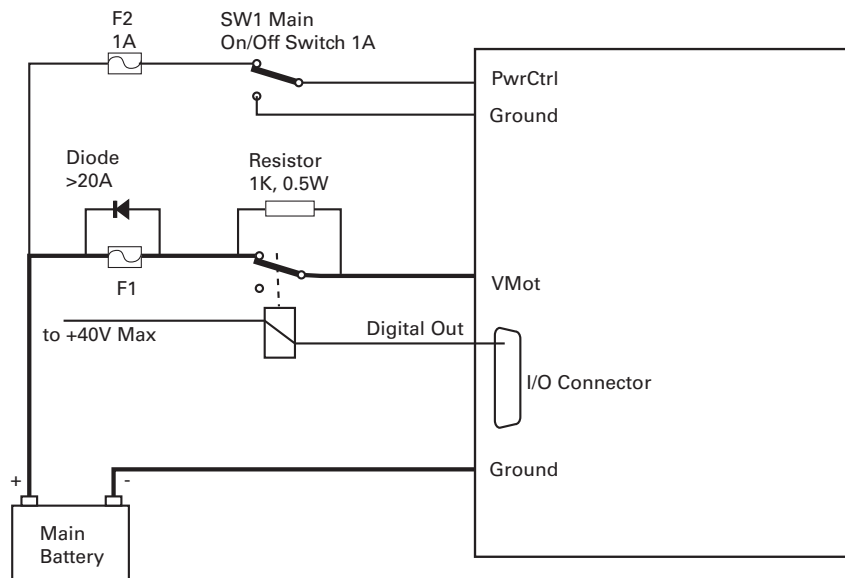 F2
1A
SW1 Main
On/Off Switch 1A
PwrCtrl
Ground
Diode
>20A
Resistor
1K, 0.5W
F1
VMot
to +40V Max
Digital Out
I/O Connector
Ground
+
-
Main
Battery